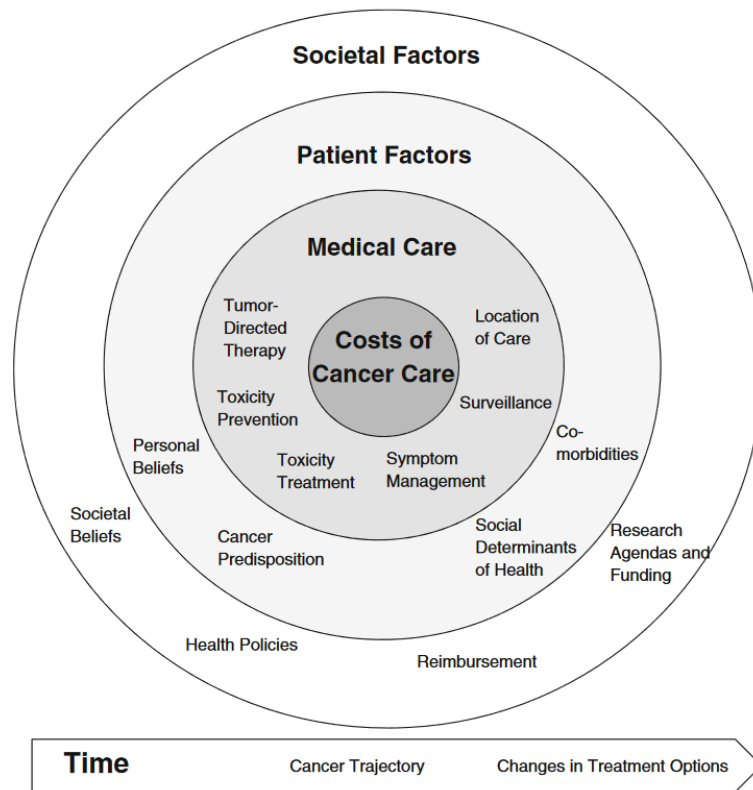 Societal Factors
Patient Factors
Medical Care
Tumor-
Directed
Therapy
Location
of Care
Costs of
Cancer Care
Toxicity
Prevention
Surveillance
Toxicity
Treatment
Symptom
Management
Personal
Beliefs
Co-
morbidities
Cancer
Predisposition
Social
Determinants
of Health
Societal
Beliefs
Research
Agendas and
Funding
Health Policies
Reimbursement
Time
Cancer Trajectory
Changes in Treatment Options